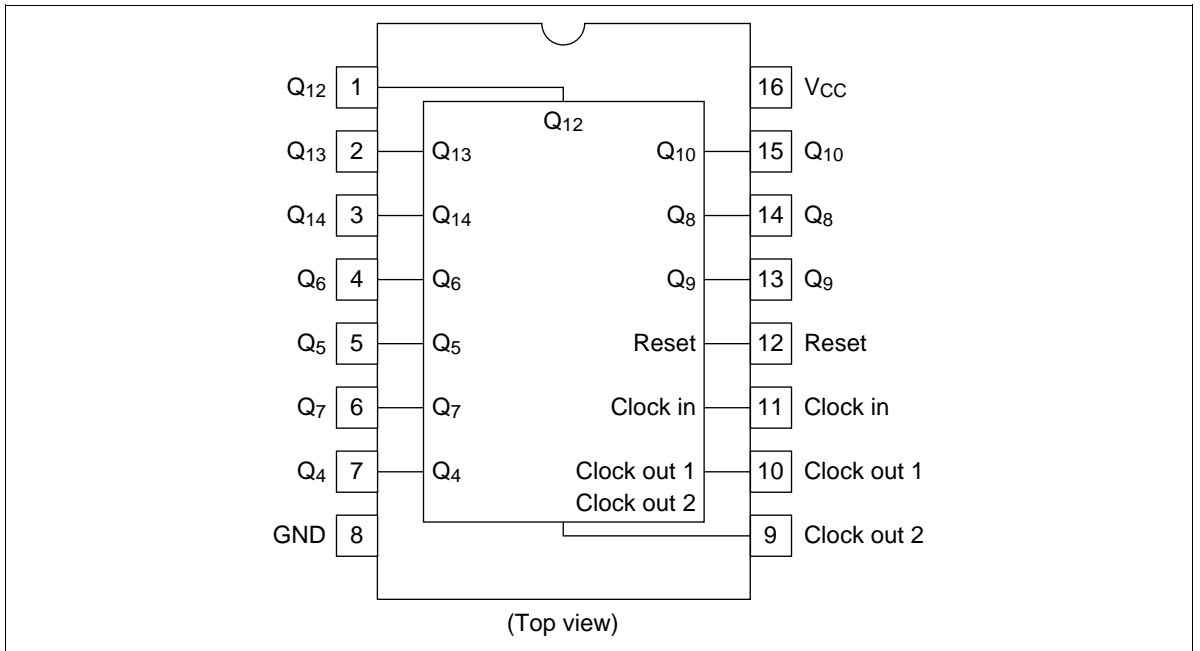 Q12 1 16 VCC
Q12
Q13 2 Q13 Q10 15 Q10
Q14 3 Q14 Q8 14 Q8
Q6 4 Q6 Q9 13 Q9
Q5 5 Q5 Reset 12 Reset
Q7 6 Q7 Clock in 11 Clock in
Q4 7 Q4 Clock out 1 10 Clock out 1
Clock out 2
GND 8 9 Clock out 2
(Top view)